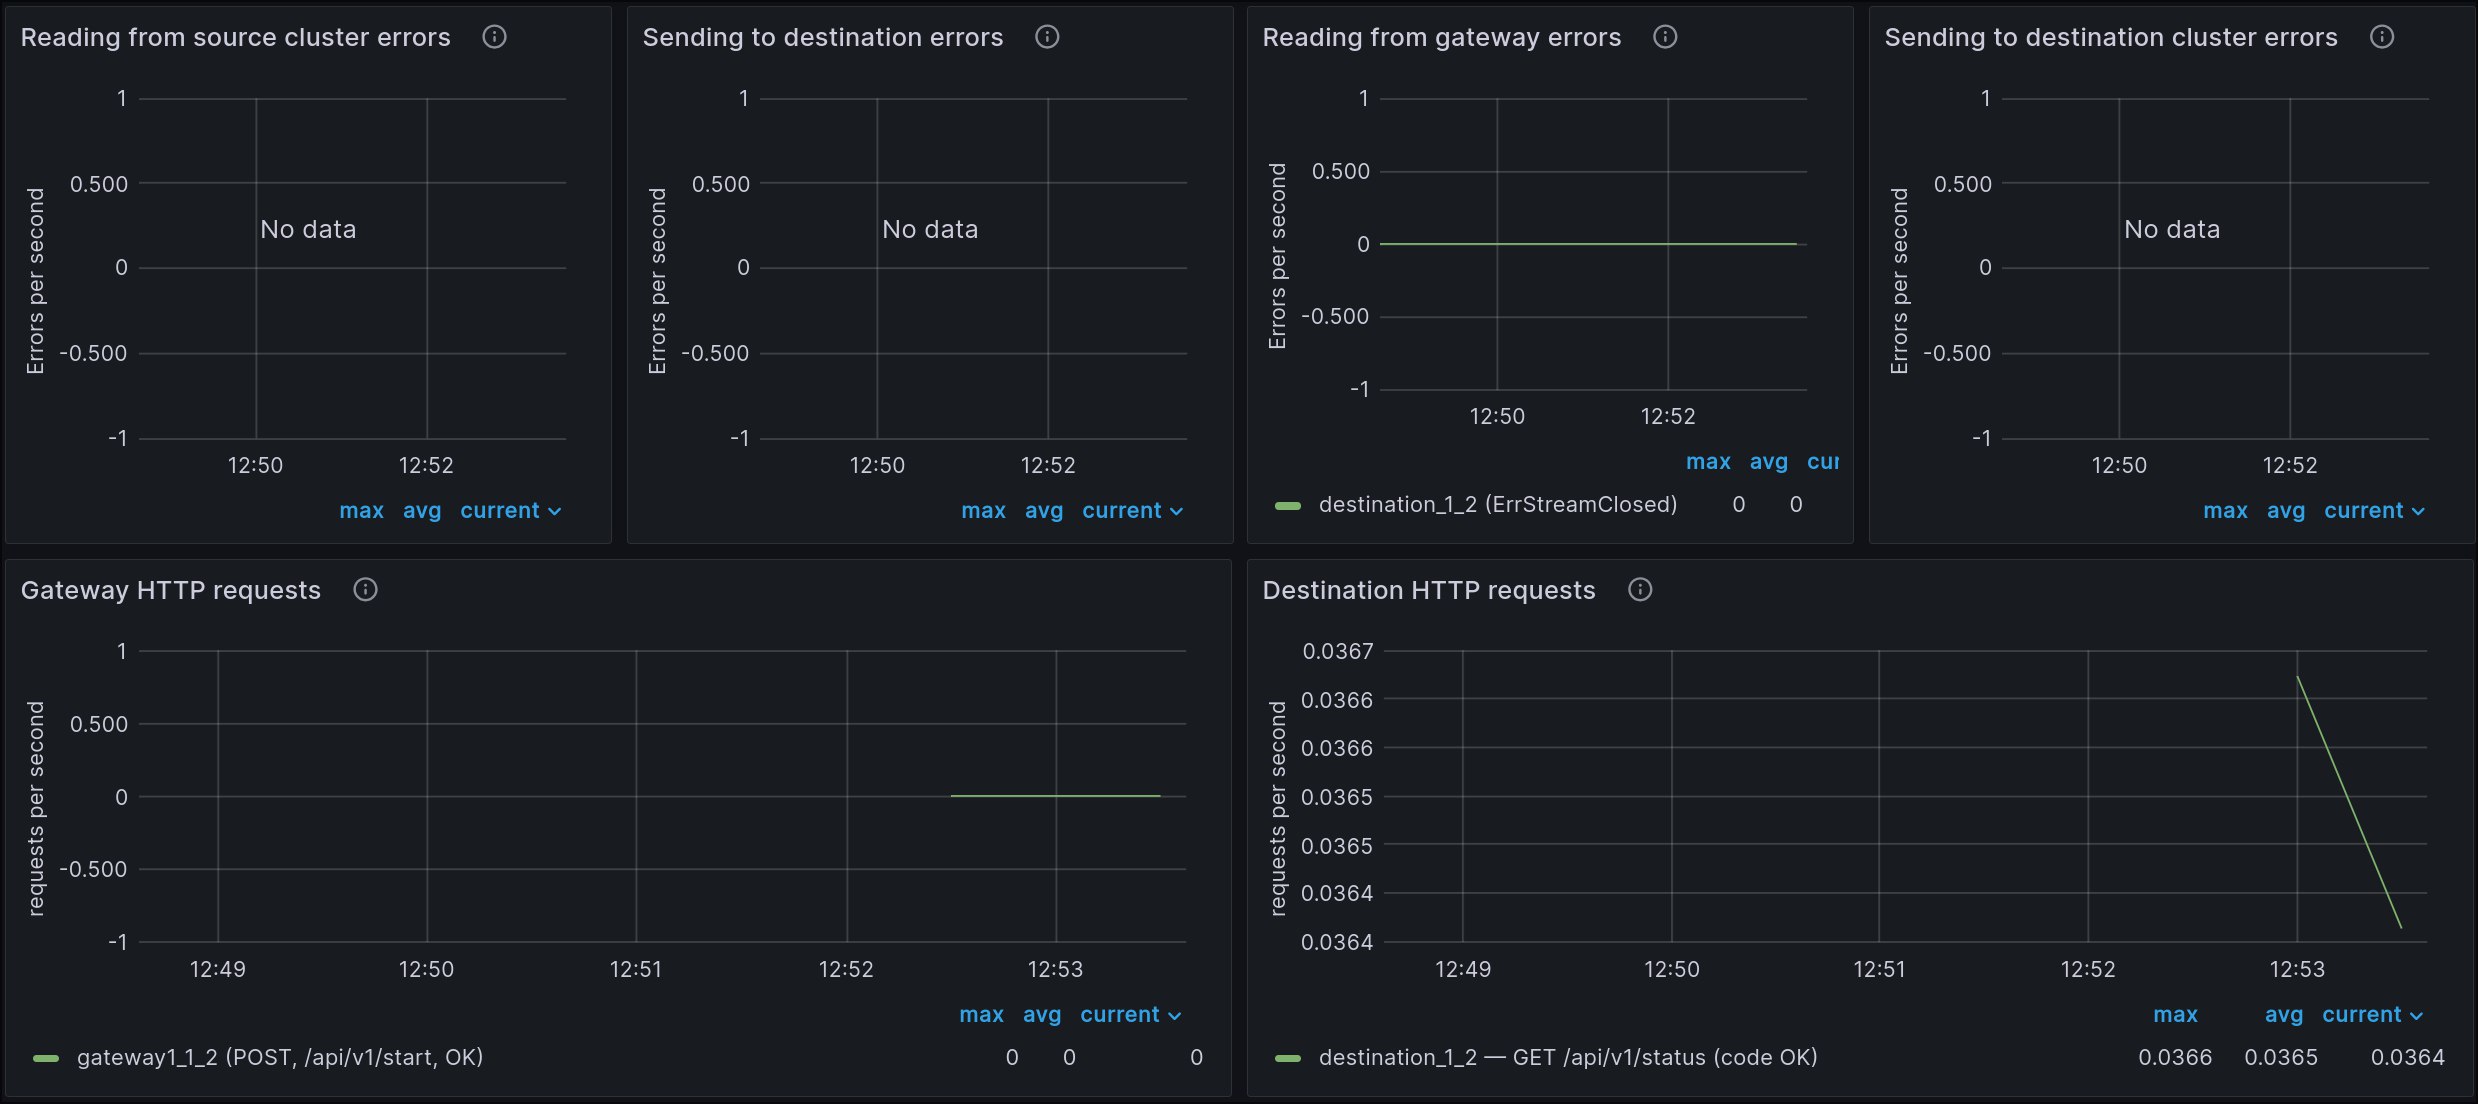 Reading from source cluster errors
Errors per second
1
0.500
0
-0.500
-1
No data
12:50 12:52
max avg current
Sending to destination errors
Errors per second
1
0.500
0
-0.500
-1
No data
12:50 12:52
max avg current
Reading from gateway errors
Errors per second
1
0.500
0
-0.500
-1
12:50 12:52
max avg cur
destination_1_2 (ErrStreamClosed) 0 0
Sending to destination cluster errors
Errors per second
1
0.500
0
-0.500
-1
No data
12:50 12:52
max avg current
Gateway HTTP requests
requests per second
1
0.500
0
-0.500
-1
12:49 12:50 12:51 12:52 12:53
max avg current
gateway1_1_2 (POST, /api/v1/start, OK) 0 0 0
Destination HTTP requests
requests per second
0.0367
0.0366
0.0366
0.0365
0.0365
0.0364
0.0364
12:49 12:50 12:51 12:52 12:53
max avg current
destination_1_2 — GET /api/v1/status (code OK) 0.0366 0.0365 0.0364